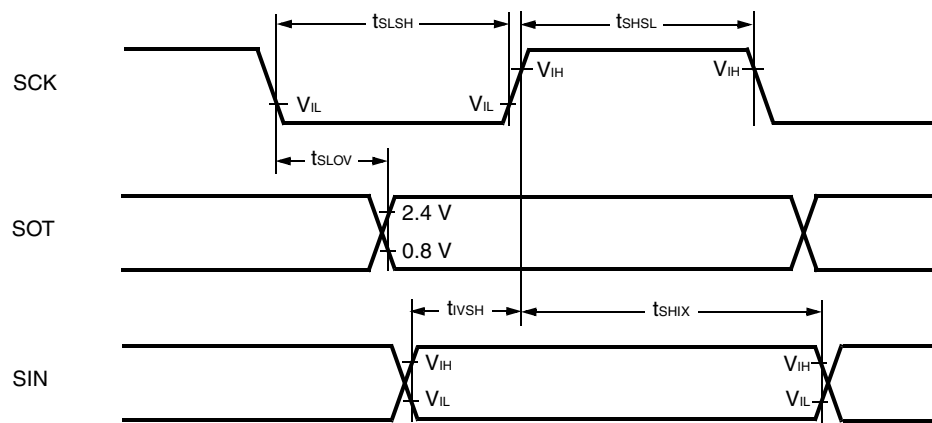 tSLSH tSHSL
SCK VIL VIL VIH VIH
tSLOV
SOT 2.4 V
0.8 V
tIVSH tSHIX
VIH VIH
SIN
VIL VIL